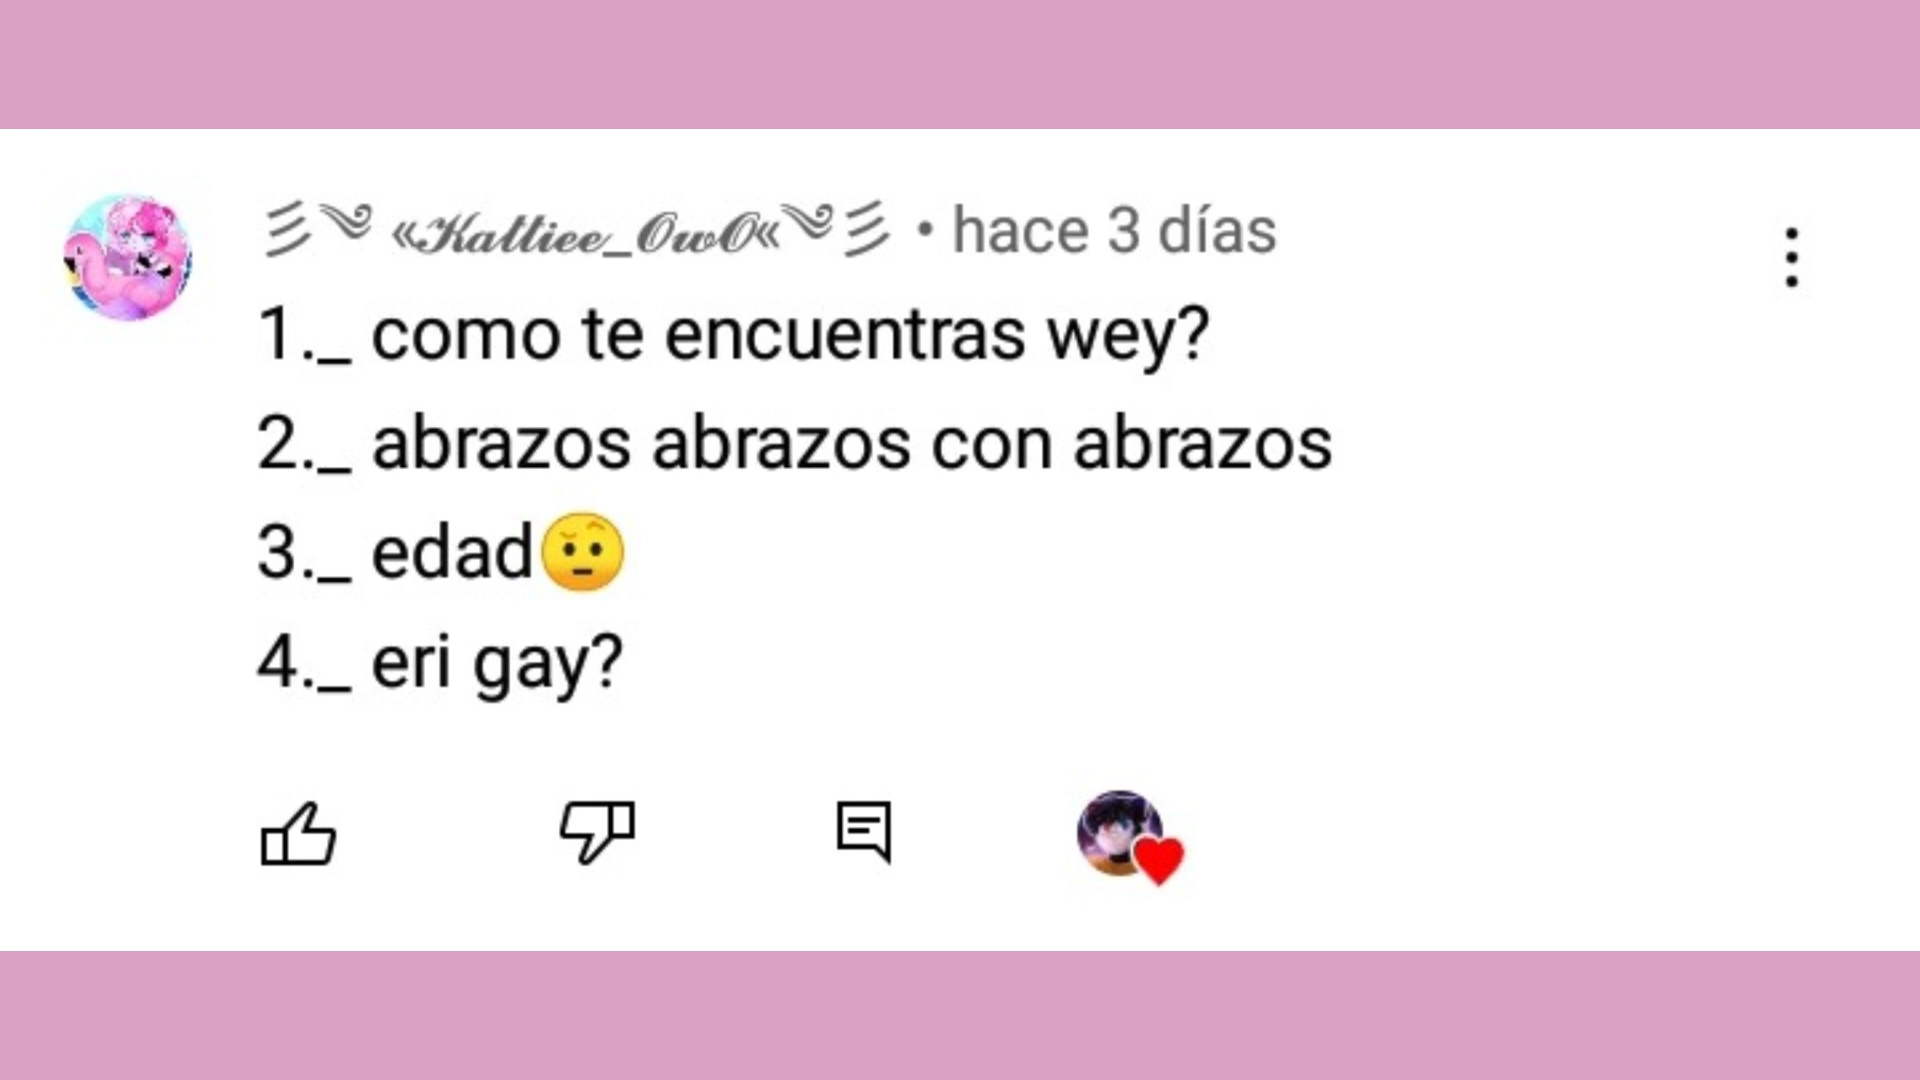 彡༄ «𝒦𝒶𝓉𝓉𝒾𝑒𝑒_𝒪𝓌𝒪«༄彡 • hace 3 días
1._ como te encuentras wey?
2._ abrazos abrazos con abrazos
3._ edad🤨
4._ eri gay?